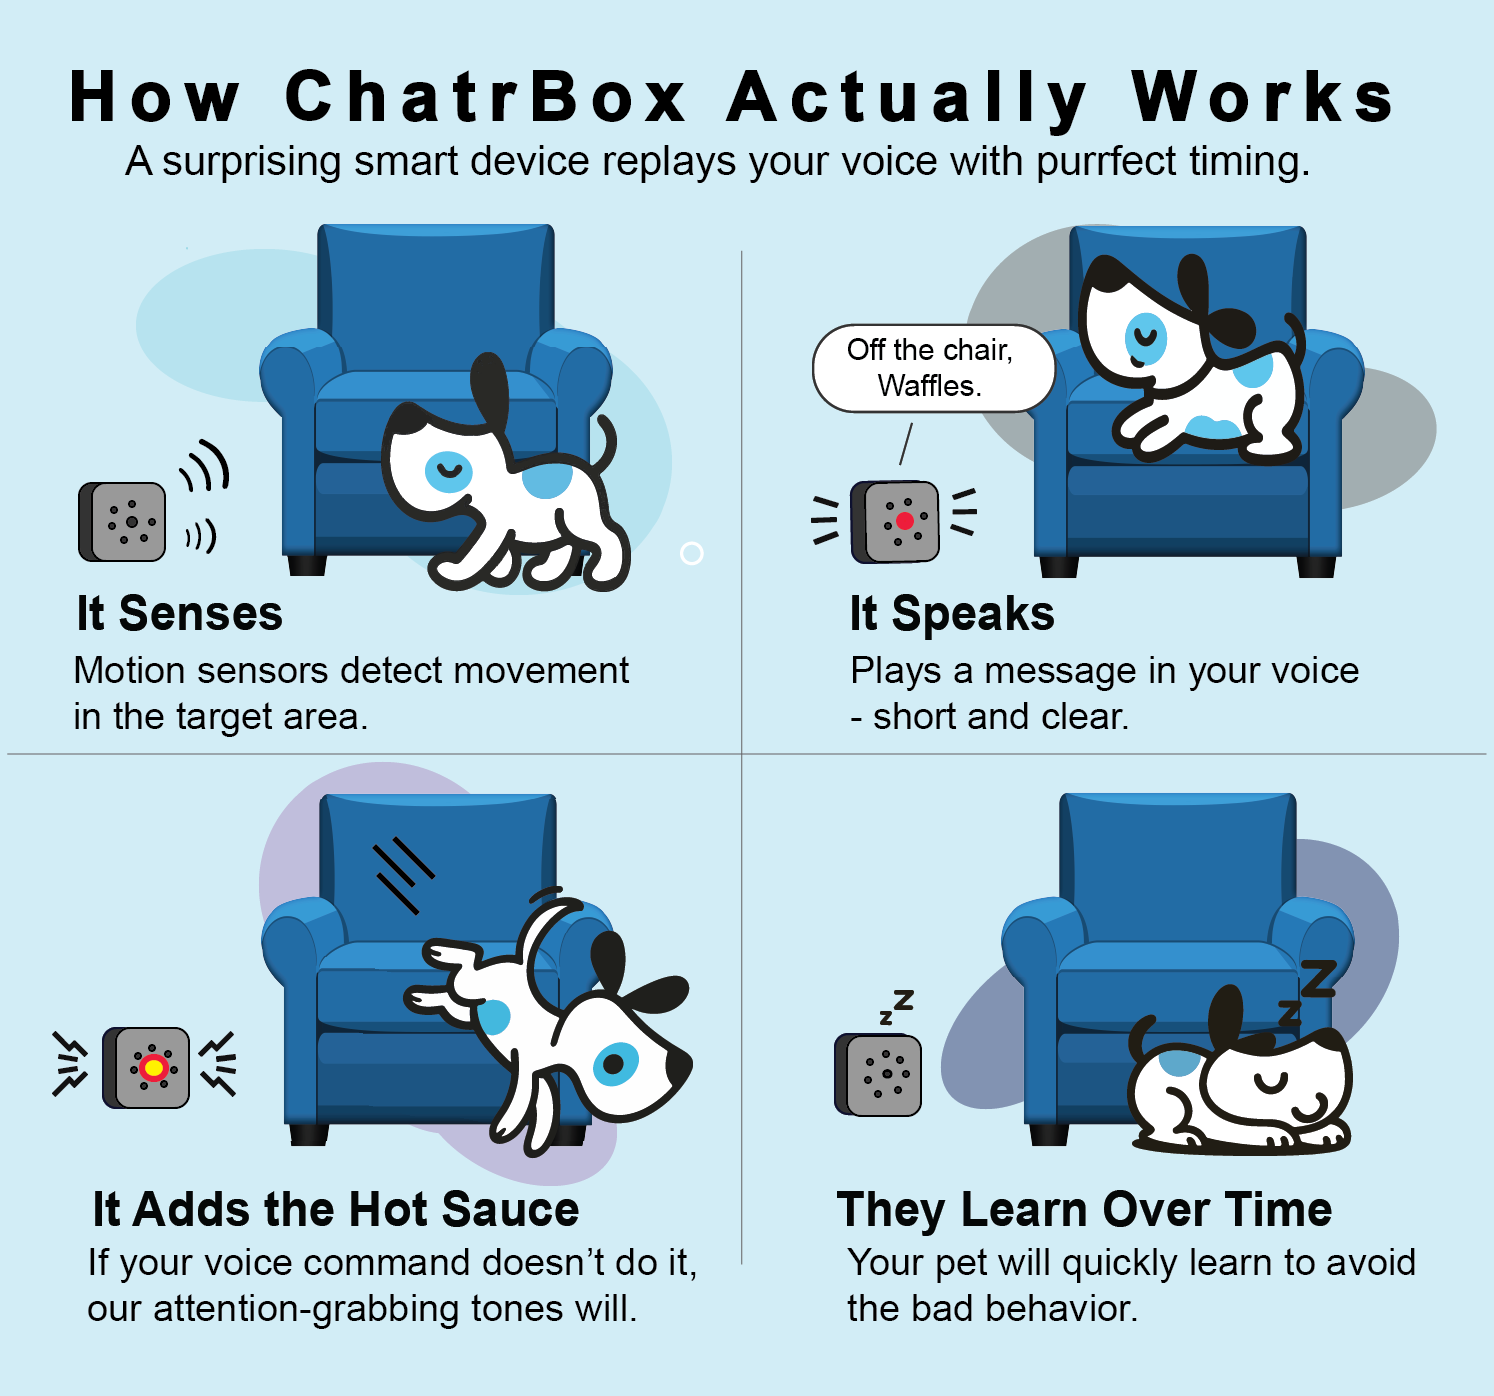 How ChatrBox Actually Works
A surprising smart device replays your voice with purrfect timing.
Off the chair,
Waffles.
It Senses
Motion sensors detect movement
in the target area.
It Speaks
Plays a message in your voice
- short and clear.
z Z
z Z
It Adds the Hot Sauce
If your voice command doesn't do it,
our attention-grabbing tones will.
They Learn Over Time
Your pet will quickly learn to avoid
the bad behavior.